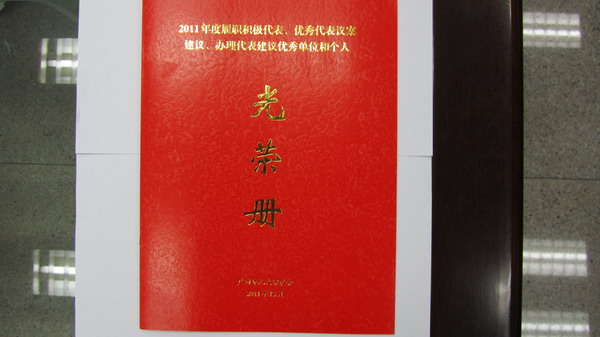 2011年度履职积极代表、优秀代表议案
建议、办理代表建议优秀单位和个人
光
荣
册